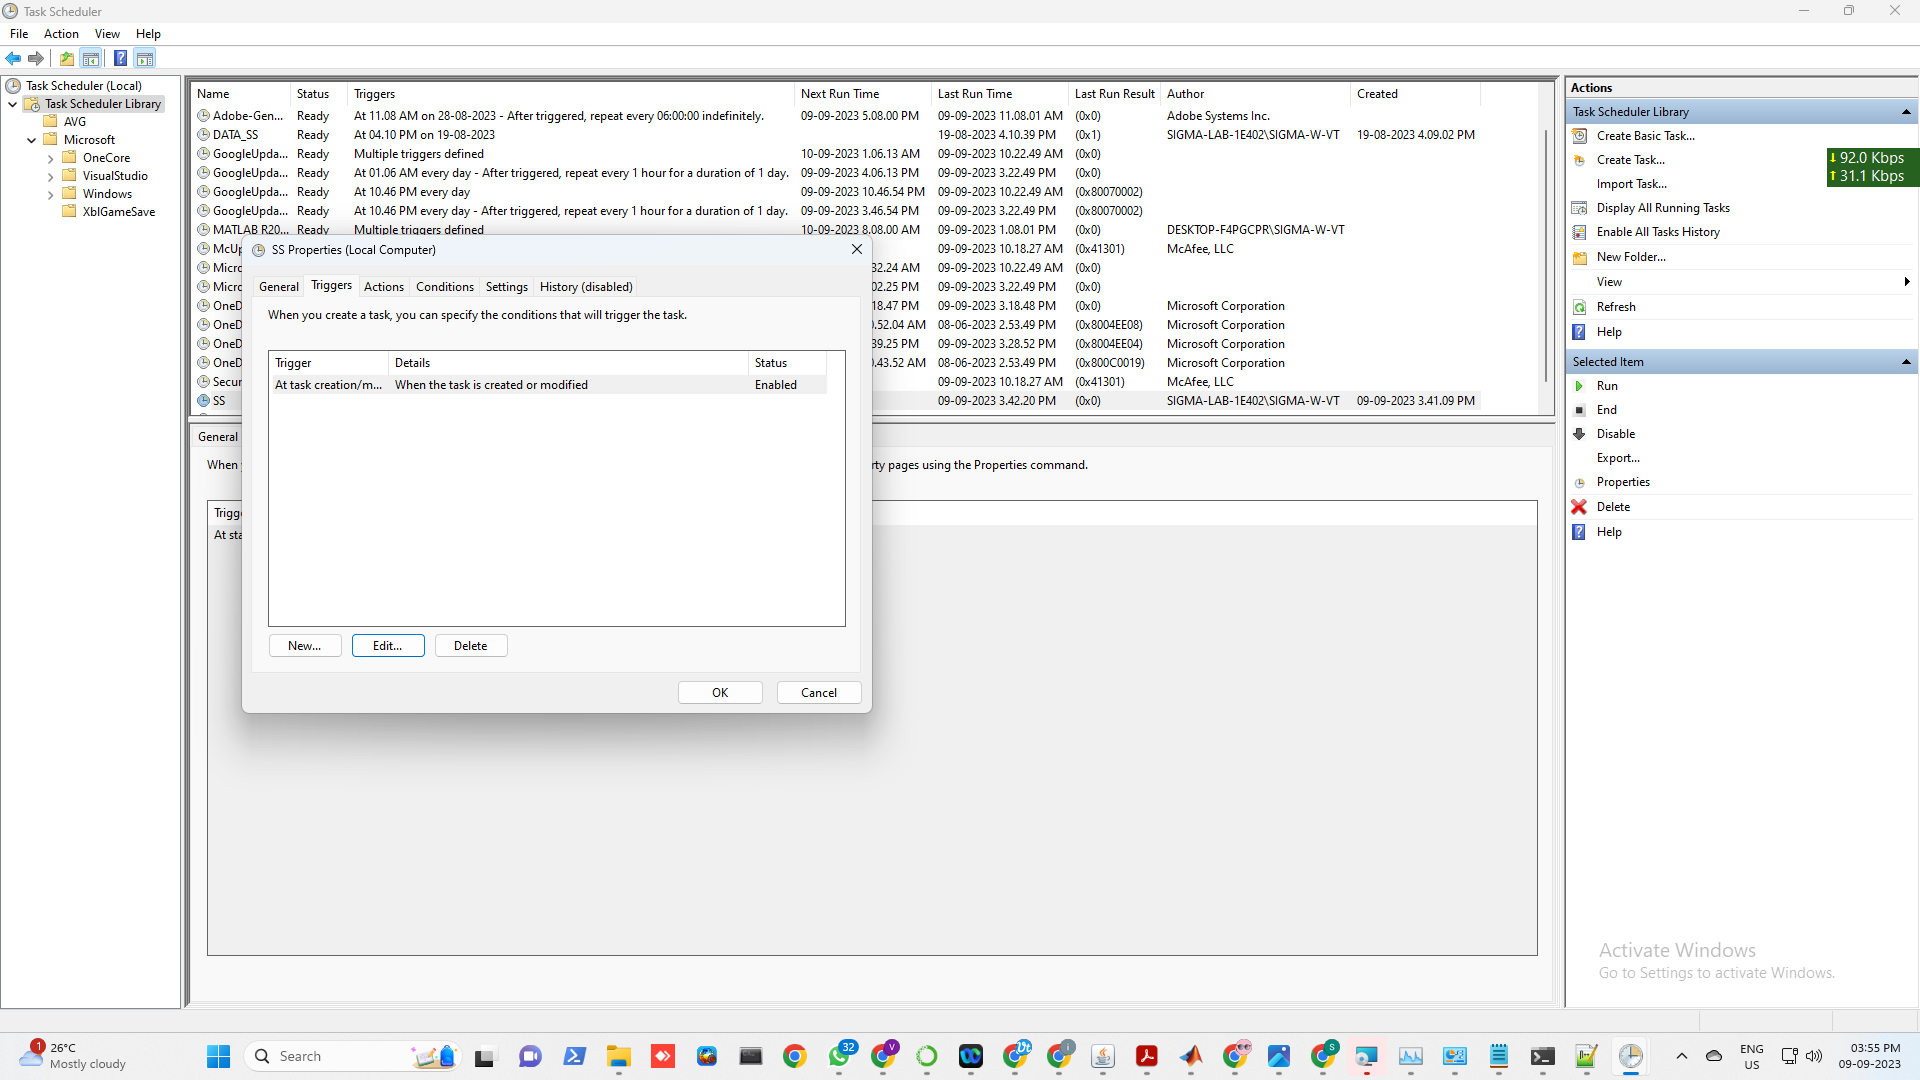 Task Scheduler
File Action View Help
Task Scheduler (Local)
Task Scheduler Library
AVG
Microsoft
OneCore
VisualStudio
Windows
XblGameSave
Name Status Triggers Next Run Time Last Run Time Last Run Result Author Created
Adobe-Gen... Ready At 11.08 AM on 28-08-2023 - After triggered, repeat every 06:00:00 indefinitely. 09-09-2023 5.08.00 PM 09-09-2023 11.08.01 AM (0x0) Adobe Systems Inc.
DATA_SS Ready At 04.10 PM on 19-08-2023 19-08-2023 4.10.39 PM (0x1) SIGMA-LAB-1E402\SIGMA-W-VT 19-08-2023 4.09.02 PM
GoogleUpda... Ready Multiple triggers defined 10-09-2023 1.06.13 AM 09-09-2023 10.22.49 AM (0x0)
GoogleUpda... Ready At 01.06 AM every day - After triggered, repeat every 1 hour for a duration of 1 day. 09-09-2023 4.06.13 PM 09-09-2023 3.22.49 PM (0x0)
GoogleUpda... Ready At 10.46 PM every day 09-09-2023 10.46.54 PM 09-09-2023 10.22.49 AM (0x80070002)
GoogleUpda... Ready At 10.46 PM every day - After triggered, repeat every 1 hour for a duration of 1 day. 09-09-2023 3.46.54 PM 09-09-2023 3.22.49 PM (0x80070002)
MATLAB R20... Ready Multiple triggers defined 10-09-2023 8.08.00 AM 09-09-2023 1.08.01 PM (0x0) DESKTOP-F4PGCPR\SIGMA-W-VT
McUp 09-09-2023 10.18.27 AM (0x41301) McAfee, LLC
Micro 32.24 AM 09-09-2023 10.22.49 AM (0x0)
Micro 02.25 PM 09-09-2023 3.22.49 PM (0x0)
OneD 18.47 PM 09-09-2023 3.18.48 PM (0x0) Microsoft Corporation
OneD .52.04 AM 08-06-2023 2.53.49 PM (0x8004EE08) Microsoft Corporation
OneD 39.25 PM 09-09-2023 3.28.52 PM (0x8004EE04) Microsoft Corporation
OneD .43.52 AM 08-06-2023 2.53.49 PM (0x800C0019) Microsoft Corporation
Secur 09-09-2023 10.18.27 AM (0x41301) McAfee, LLC
SS 09-09-2023 3.42.20 PM (0x0) SIGMA-LAB-1E402\SIGMA-W-VT 09-09-2023 3.41.09 PM
General
When rty pages using the Properties command.
Trigge
At sta
SS Properties (Local Computer)
General Triggers Actions Conditions Settings History (disabled)
When you create a task, you can specify the conditions that will trigger the task.
Trigger Details Status
At task creation/m... When the task is created or modified Enabled
New... Edit... Delete
OK Cancel
Actions
Task Scheduler Library
Create Basic Task...
Create Task...
Import Task...
Display All Running Tasks
Enable All Tasks History
New Folder...
View
Refresh
Help
Selected Item
Run
End
Disable
Export...
Properties
Delete
Help
92.0 Kbps
31.1 Kbps
Activate Windows
Go to Settings to activate Windows.
1
26°C
Mostly cloudy
Search
32
V
i
S
ENG
US
03:55 PM
09-09-2023